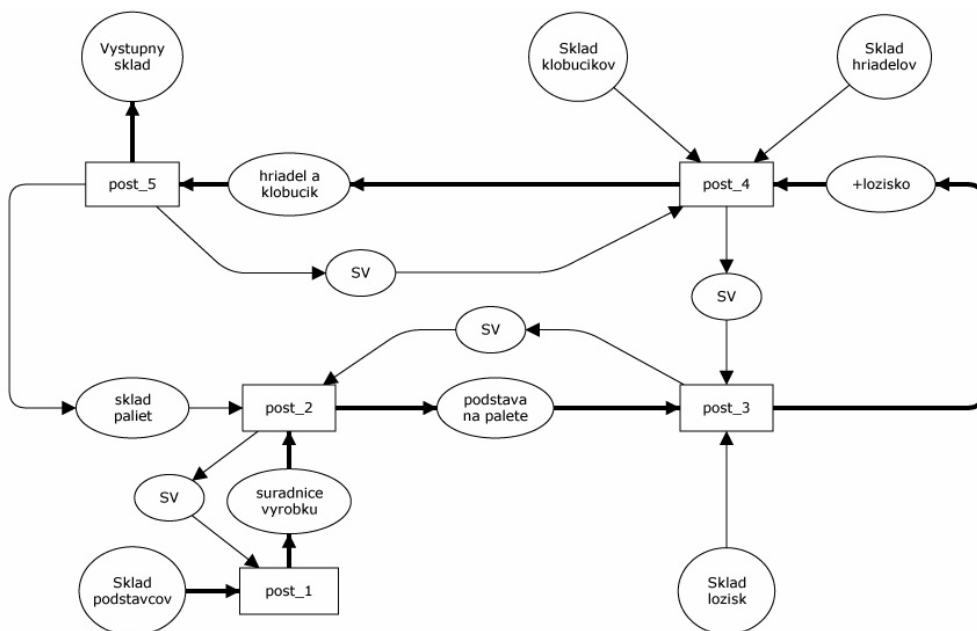 Vystupny
sklad
Sklad
klobucikov
Sklad
hriadelov
post_5
hriadel a
klobucik
post_4
+lozisko
SV
SV
SV
sklad
paliet
post_2
podstava
na palete
post_3
SV
suradnice
vyrobku
Sklad
podstavcov
post_1
Sklad
lozisk